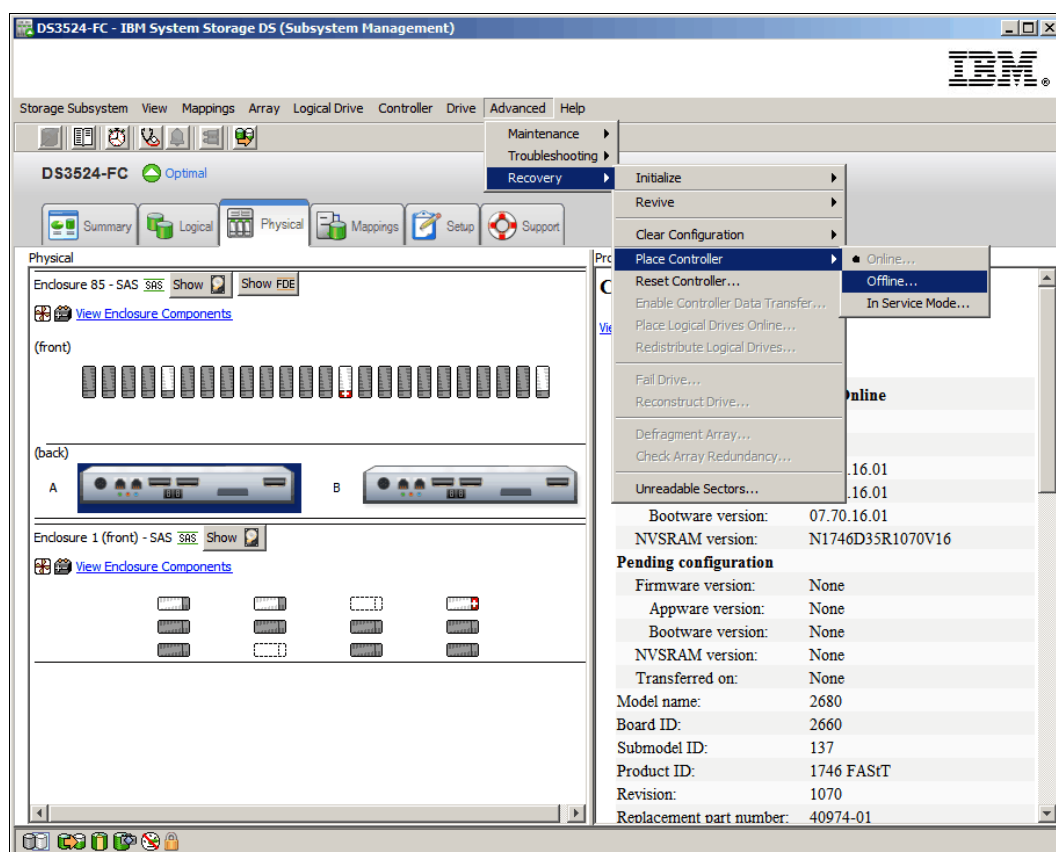 DS3524-FC - IBM System Storage DS (Subsystem Management)
IBM®
Storage Subsystem View Mappings Array Logical Drive Controller Drive Advanced Help
Maintenance
Troubleshooting
Recovery
Initialize
Revive
Clear Configuration
Place Controller
Reset Controller...
Enable Controller Data Transfer...
Place Logical Drives Online...
Redistribute Logical Drives...
Fail Drive...
Reconstruct Drive...
Defragment Array...
Check Array Redundancy...
Unreadable Sectors...
Online...
Offline...
In Service Mode...
DS3524-FC Optimal
Summary Logical Physical Mappings Setup Support
Physical
Enclosure 85 - SAS SAS Show Show FDE
View Enclosure Components
(front)
(back)
A B
Enclosure 1 (front) - SAS SAS Show
View Enclosure Components
.16.01
.16.01
Bootware version: 07.70.16.01
NVSRAM version: N1746D35R1070V16
Pending configuration
Firmware version: None
Appware version: None
Bootware version: None
NVSRAM version: None
Transferred on: None
Model name: 2680
Board ID: 2660
Submodel ID: 137
Product ID: 1746 FAStT
Revision: 1070
Replacement part number: 40974-01